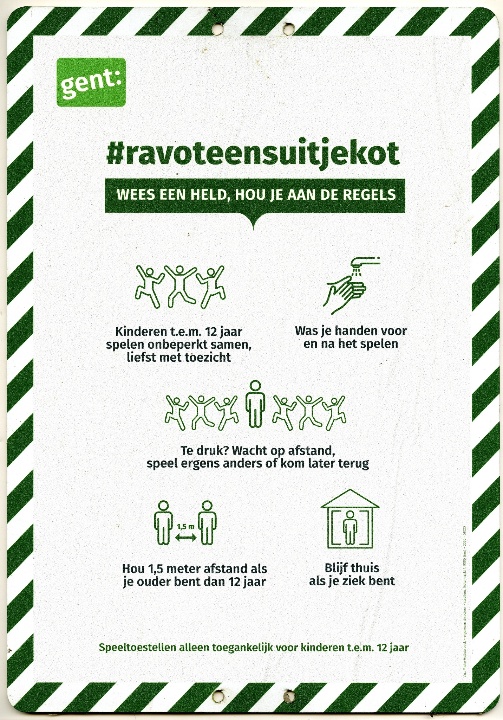 gent:
#ravoteensuitjekot
WEES EEN HELD, HOU JE AAN DE REGELS
Kinderen t.e.m. 12 jaar
spelen onbeperkt samen,
liefst met toezicht
Was je handen voor
en na het spelen
Te druk? Wacht op afstand,
speel ergens anders of kom later terug
1,5 m
Hou 1,5 meter afstand als
je ouder bent dan 12 jaar
Blijf thuis
als je ziek bent
Speeltoestellen alleen toegankelijk voor kinderen t.e.m. 12 jaar